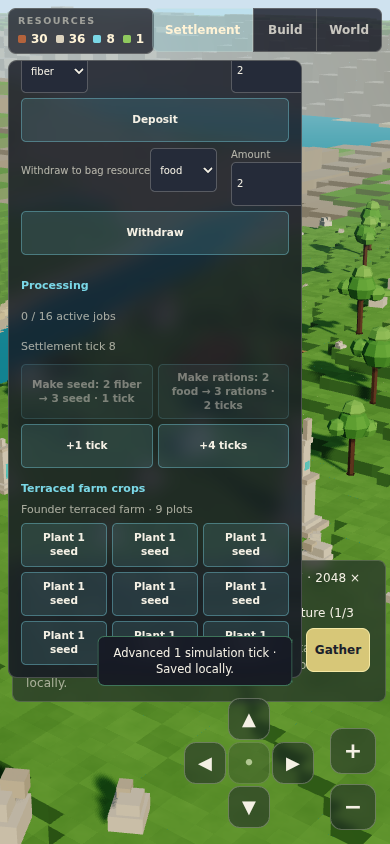 RESOURCES
30 36 8 1
Settlement
Build
World
fiber
2
Deposit
Withdraw to bag resource
food
Amount
2
Withdraw
Processing
0 / 16 active jobs
Settlement tick 8
Make seed: 2 fiber
→ 3 seed · 1 tick
Make rations: 2
food → 3 rations ·
2 ticks
+1 tick
+4 ticks
Terraced farm crops
Founder terraced farm · 9 plots
Plant 1
seed
Plant 1
seed
Plant 1
seed
Plant 1
seed
Plant 1
seed
Plant 1
seed
Plant 1
seed
Plant 1
Plant 1
· 2048 ×
ture (1/3
Gather
Advanced 1 simulation tick ·
Saved locally.
locally.
▲
◀ • ▶
▼
+
−